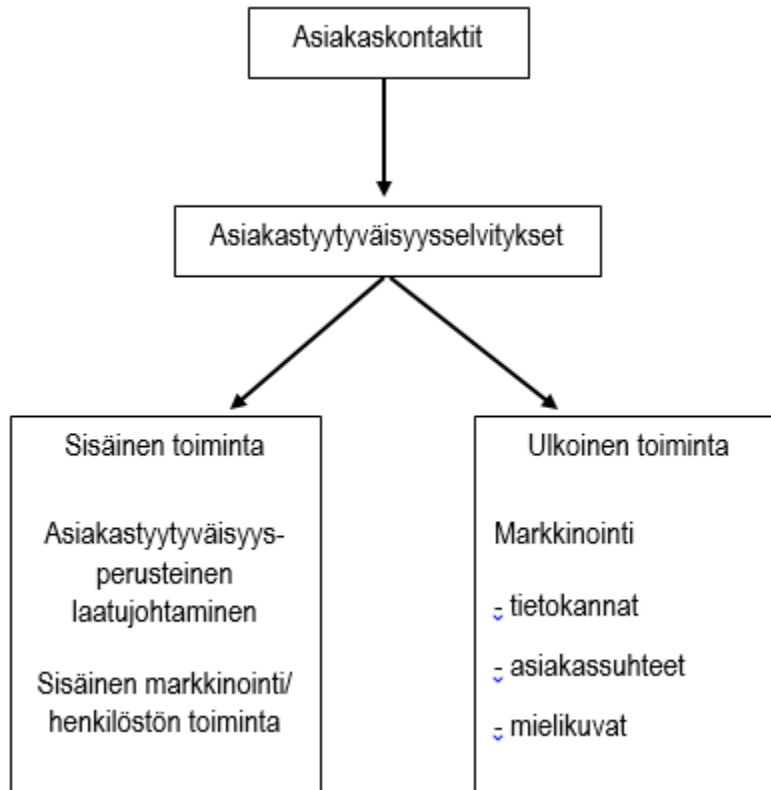 Asiakaskontaktit
Asiakastyytyväisyysselvitykset
Sisäinen toiminta
Asiakastyytyväisyys-
perusteinen
laatujohtaminen
Sisäinen markkinointi/
henkilöstön toiminta
Ulkoinen toiminta
Markkinointi
- tietokannat
- asiakassuhteet
- mielikuvat